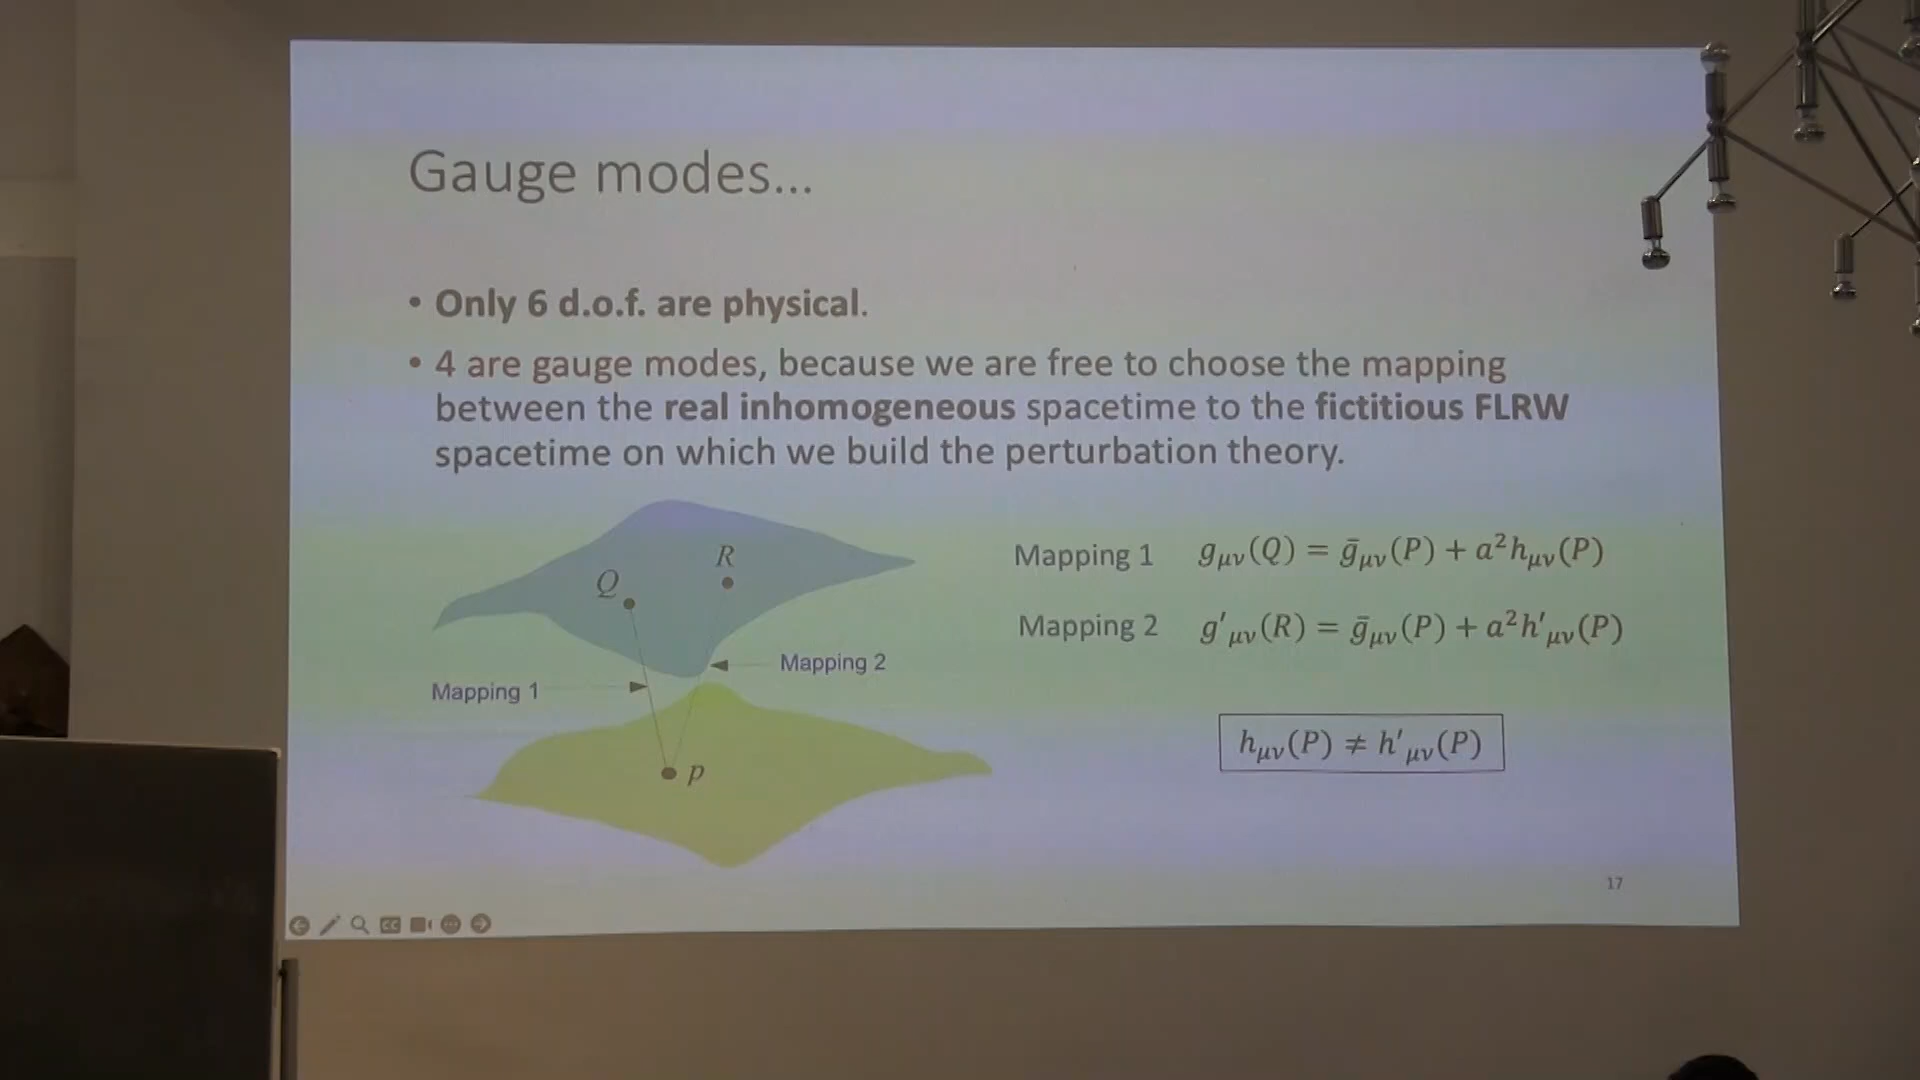 Gauge modes...
• Only 6 d.o.f. are physical.
• 4 are gauge modes, because we are free to choose the mapping
between the real inhomogeneous spacetime to the fictitious FLRW
spacetime on which we build the perturbation theory.
Q
R
Mapping 1
Mapping 2
p
Mapping 1 gμν(Q) = ḡμν(P) + a²hμν(P)
Mapping 2 g′μν(R) = ḡμν(P) + a²h′μν(P)
hμν(P) ≠ h′μν(P)
17
CC